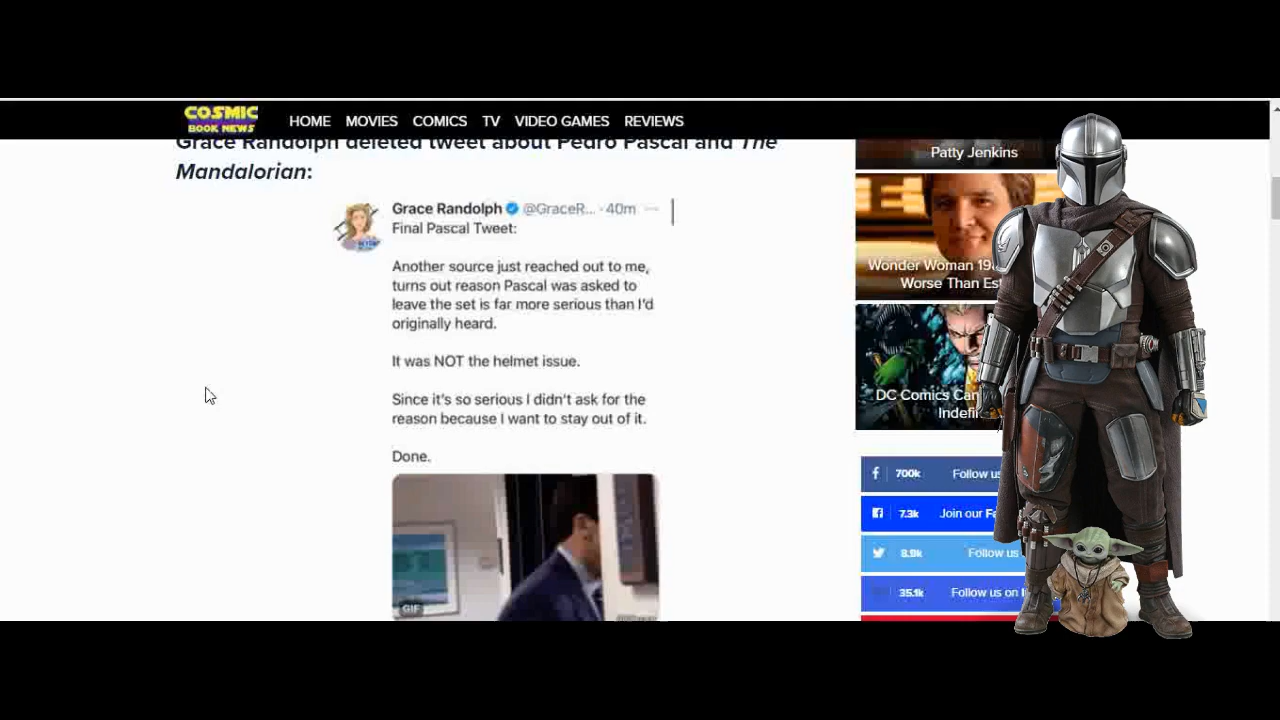 COSMIC
BOOK NEWS
HOME MOVIES COMICS TV VIDEO GAMES REVIEWS
Grace Randolph deleted tweet about Pedro Pascal and The
Mandalorian:
Grace Randolph @GraceR... · 40m ...
Final Pascal Tweet:
Another source just reached out to me,
turns out reason Pascal was asked to
leave the set is far more serious than I'd
originally heard.
It was NOT the helmet issue.
Since it's so serious I didn't ask for the
reason because I want to stay out of it.
Done.
GIF
Patty Jenkins
Wonder Woman 19
Worse Than Est
DC Comics Can
Indefi
700k Follow us
7.3k Join our Fa
8.9k Follow us
35.1k Follow us on